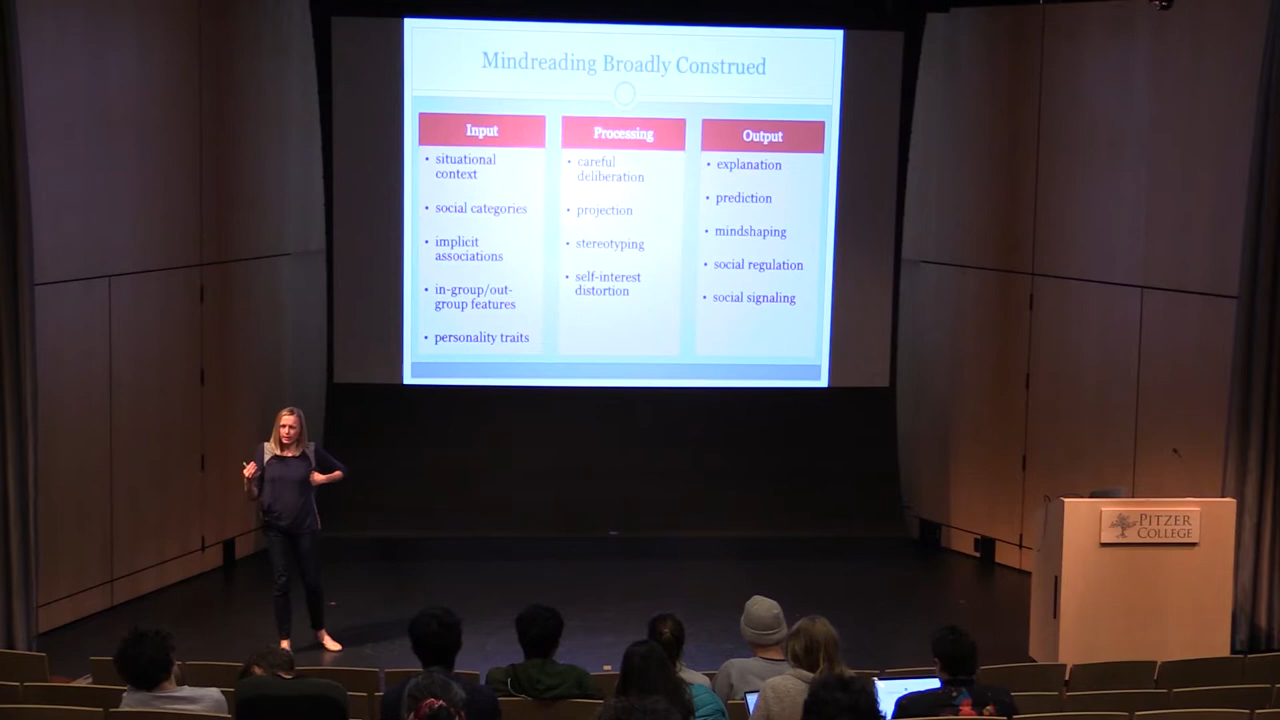 Mindreading Broadly Construed
Input
• situational
context
• social categories
• implicit
associations
• in-group/out-
group features
• personality traits
Processing
• careful
deliberation
• projection
• stereotyping
• self-interest
distortion
Output
• explanation
• prediction
• mindshaping
• social regulation
• social signaling
PITZER
COLLEGE